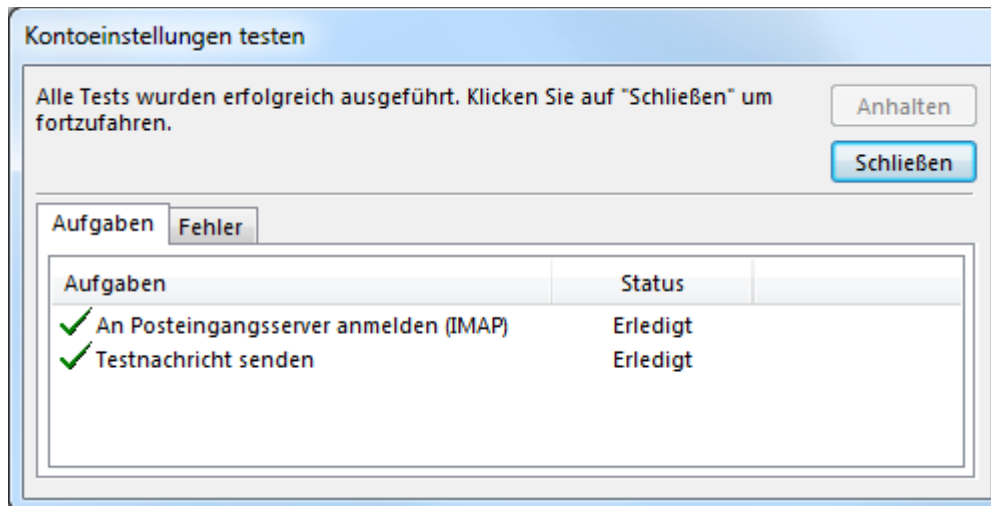 Kontoeinstellungen testen
Alle Tests wurden erfolgreich ausgeführt. Klicken Sie auf "Schließen" um
fortzufahren.
Anhalten
Schließen
Aufgaben Fehler
Aufgaben Status
An Posteingangsserver anmelden (IMAP) Erledigt
Testnachricht senden Erledigt